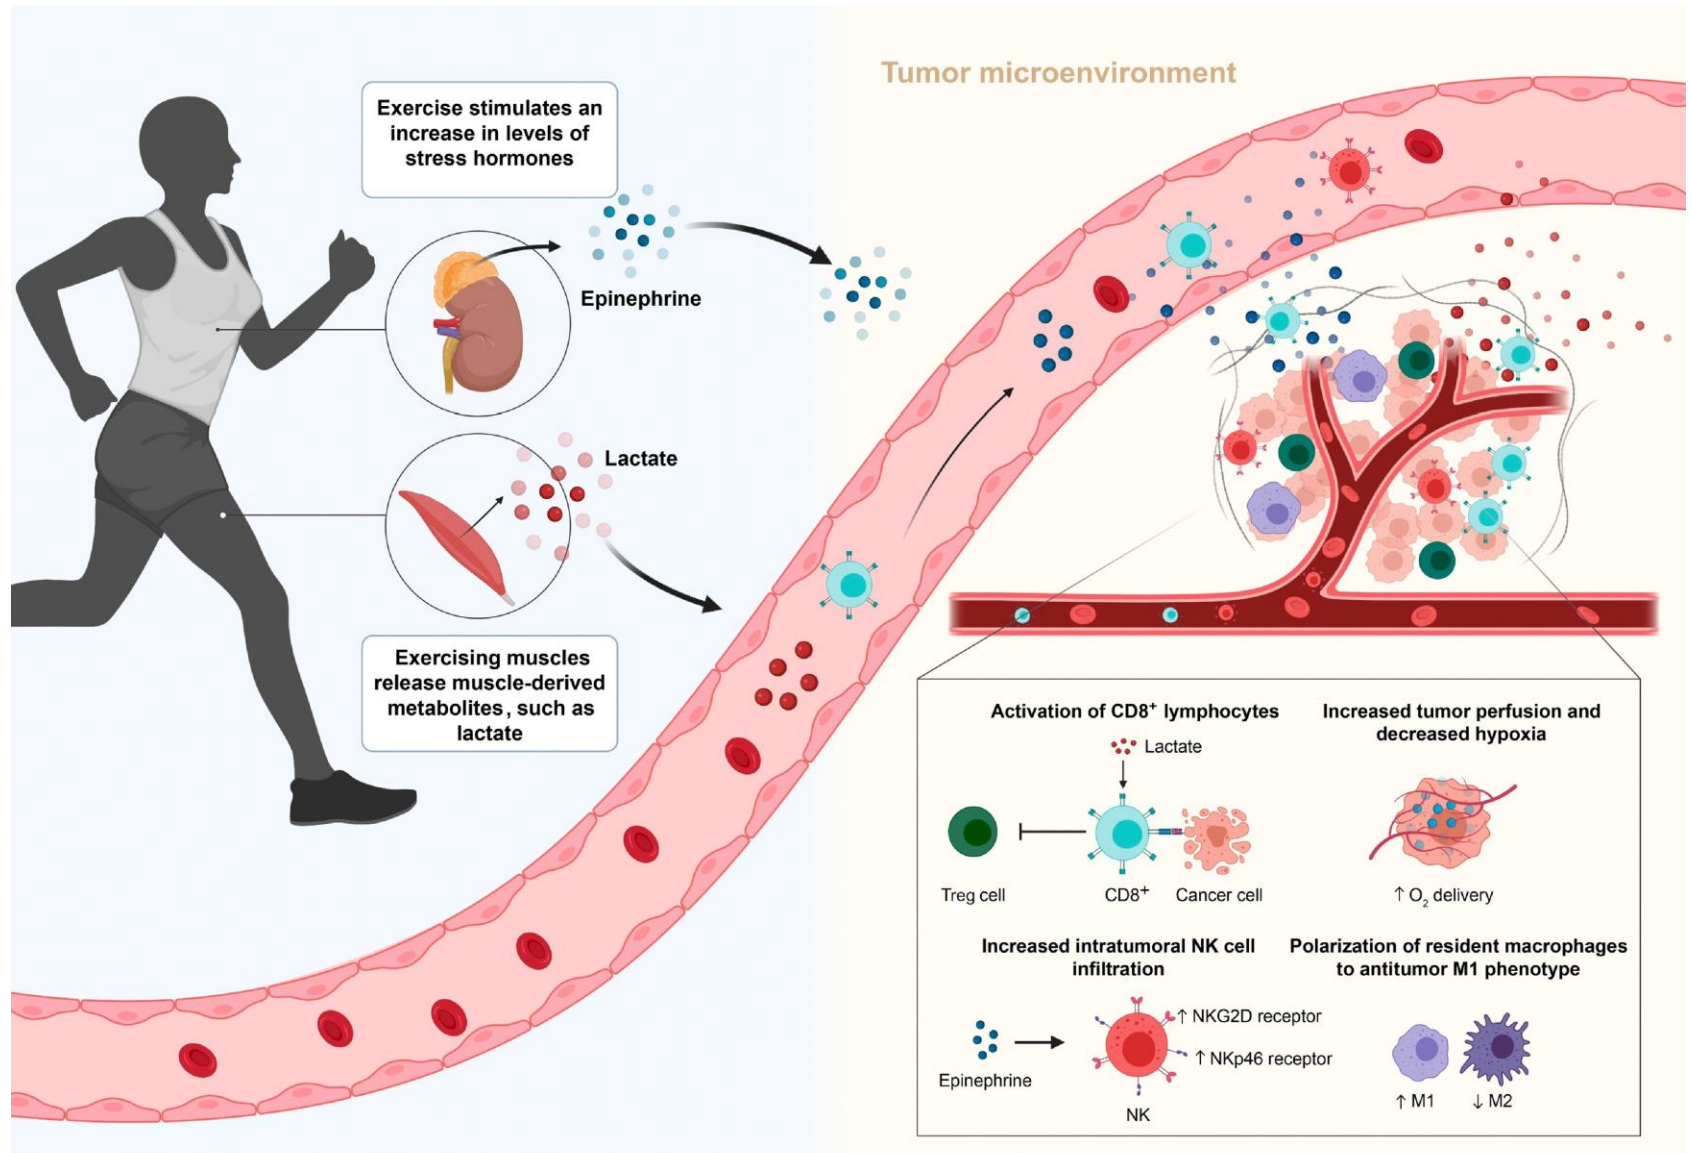 Tumor microenvironment
Exercise stimulates an
increase in levels of
stress hormones
Epinephrine
Lactate
Exercising muscles
release muscle-derived
metabolites, such as
lactate
Activation of CD8⁺ lymphocytes
Lactate
Treg cell
CD8⁺
Cancer cell
Increased tumor perfusion and
decreased hypoxia
↑ O₂ delivery
Increased intratumoral NK cell
infiltration
Epinephrine
↑ NKG2D receptor
↑ NKp46 receptor
NK
Polarization of resident macrophages
to antitumor M1 phenotype
↑ M1
↓ M2